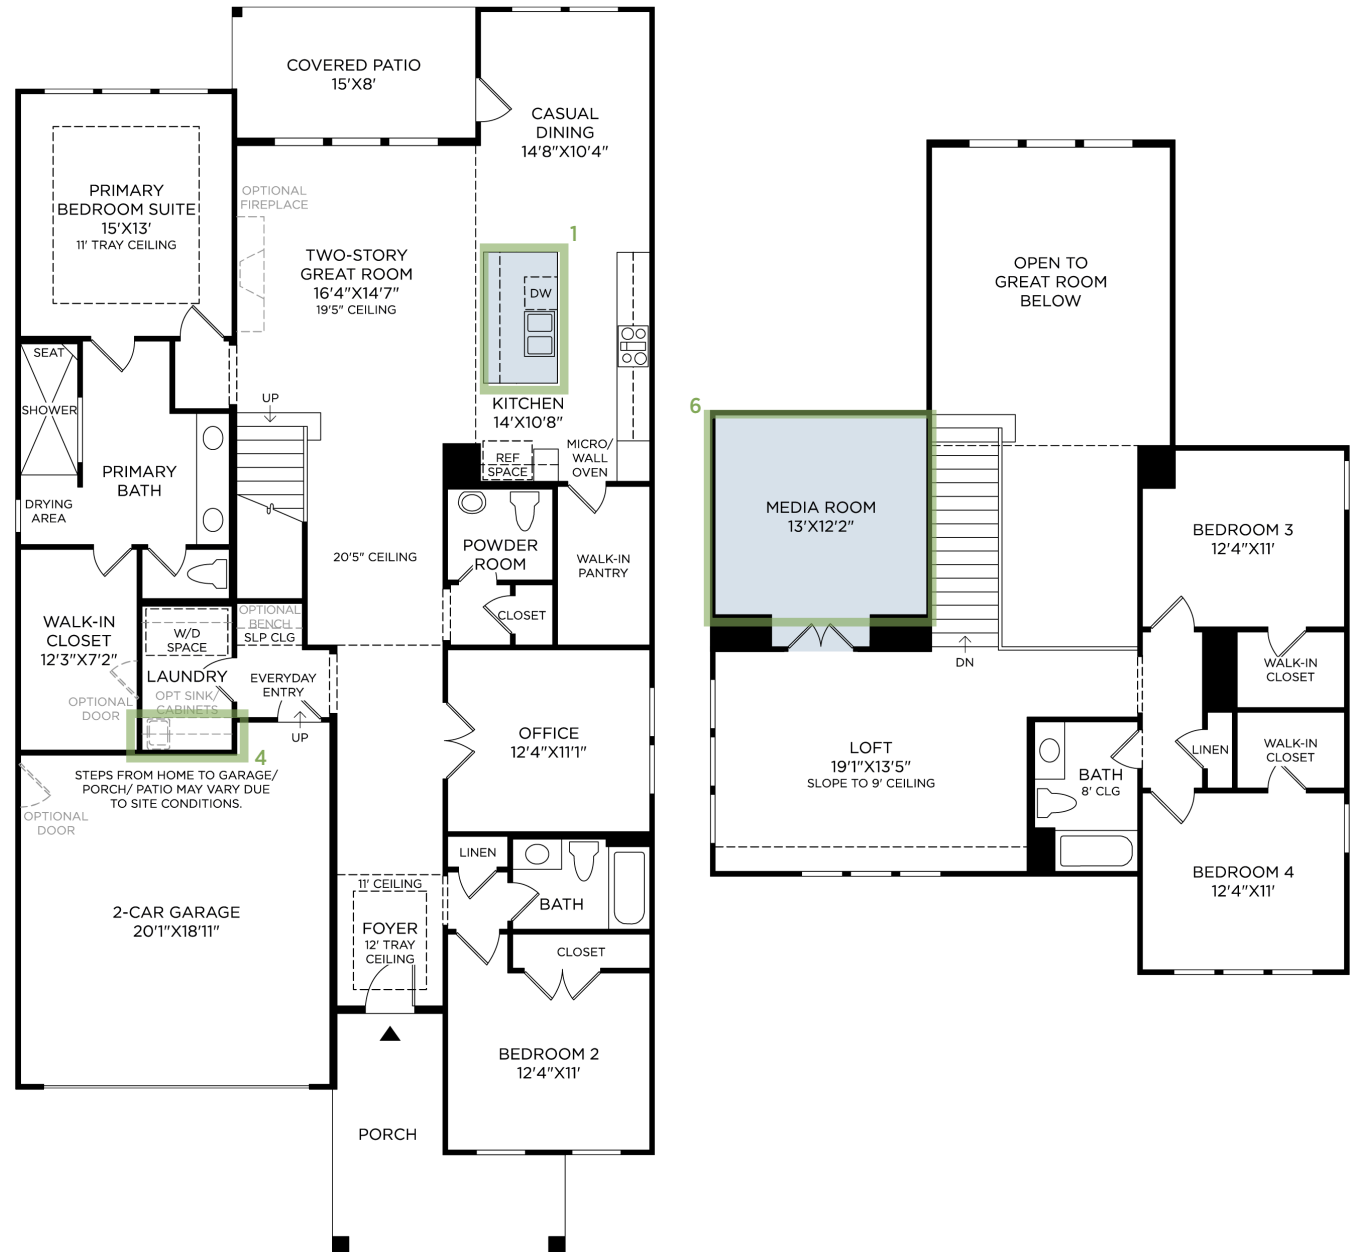 COVERED PATIO
15'X8'
CASUAL
DINING
14'8"X10'4"
PRIMARY
BEDROOM SUITE
15'X13'
11' TRAY CEILING
OPTIONAL
FIREPLACE
TWO-STORY
GREAT ROOM
16'4"X14'7"
19'5" CEILING
1
DW
KITCHEN
14'X10'8"
MICRO/
WALL
OVEN
REF
SPACE
SEAT
SHOWER
UP
PRIMARY
BATH
DRYING
AREA
20'5" CEILING
POWDER
ROOM
WALK-IN
PANTRY
CLOSET
WALK-IN
CLOSET
12'3"X7'2"
OPTIONAL
DOOR
W/D
SPACE
OPTIONAL
BENCH
SLP CLG
LAUNDRY
OPT SINK/
CABINETS
EVERYDAY
ENTRY
UP
4
OFFICE
12'4"X11'1"
STEPS FROM HOME TO GARAGE/
PORCH/ PATIO MAY VARY DUE
TO SITE CONDITIONS.
OPTIONAL
DOOR
2-CAR GARAGE
20'1"X18'11"
LINEN
BATH
11' CEILING
FOYER
12' TRAY
CEILING
CLOSET
BEDROOM 2
12'4"X11'
PORCH
OPEN TO
GREAT ROOM
BELOW
6
MEDIA ROOM
13'X12'2"
DN
BEDROOM 3
12'4"X11'
WALK-IN
CLOSET
LOFT
19'1"X13'5"
SLOPE TO 9' CEILING
BATH
8' CLG
LINEN
WALK-IN
CLOSET
BEDROOM 4
12'4"X11'